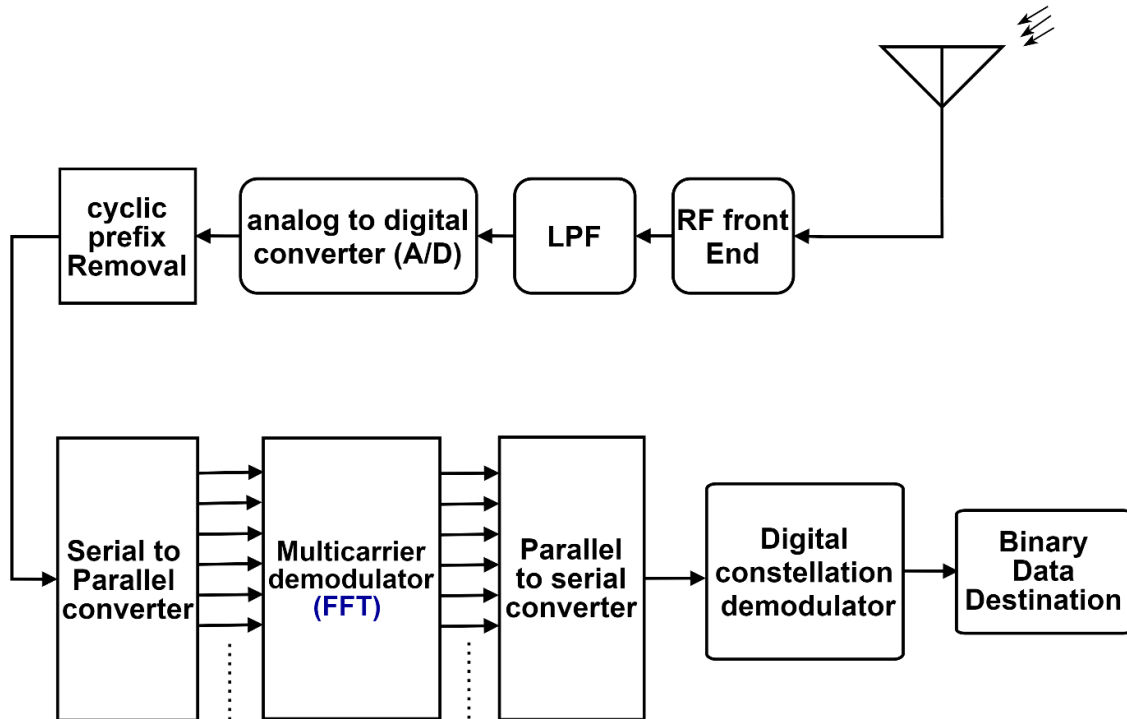 cyclic
prefix
Removal
analog to digital
converter (A/D)
LPF
RF front
End
Serial to
Parallel
converter
Multicarrier
demodulator
(FFT)
Parallel
to serial
converter
Digital
constellation
demodulator
Binary
Data
Destination